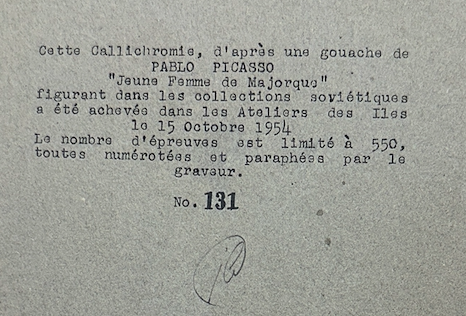 Cette Callichromie, d'après une gouache de
PABLO PICASSO
"Jeune Femme de Majorque"
figurant dans les collections soviétiques
a été achevée dans les Ateliers des Iles
le 15 Octobre 1954
Le nombre d'épreuves est limité à 550,
toutes numérotées et paraphées par le
graveur.
No. 131